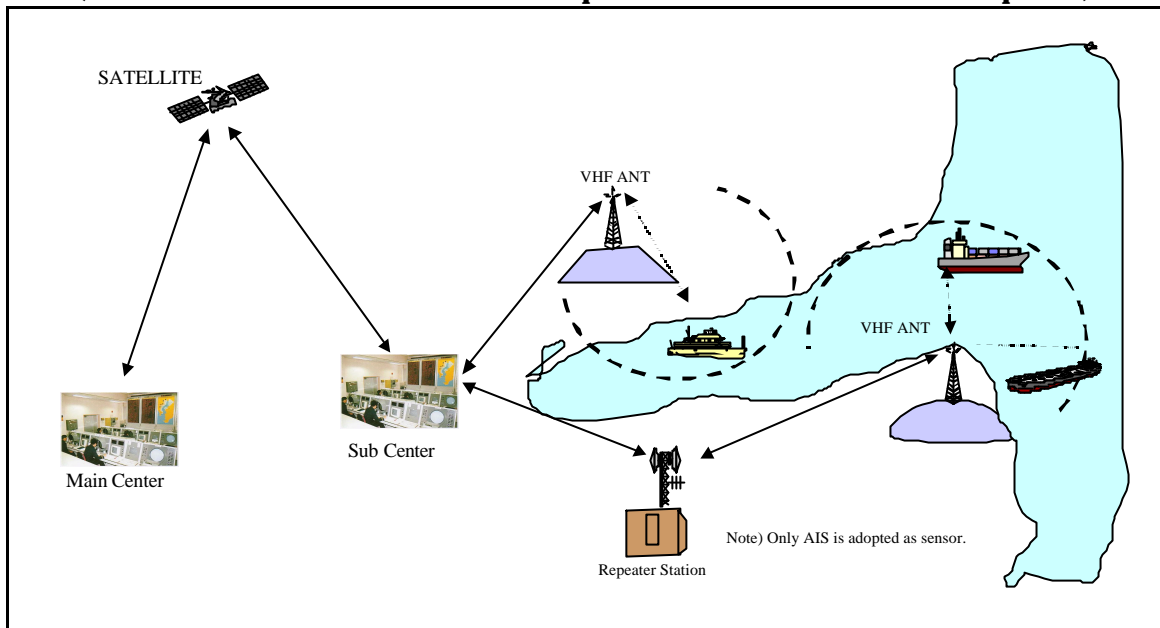 SATELLITE
VHF ANT
VHF ANT
Sub Center
Main Center
Note) Only AIS is adopted as sensor.
Repeater Station